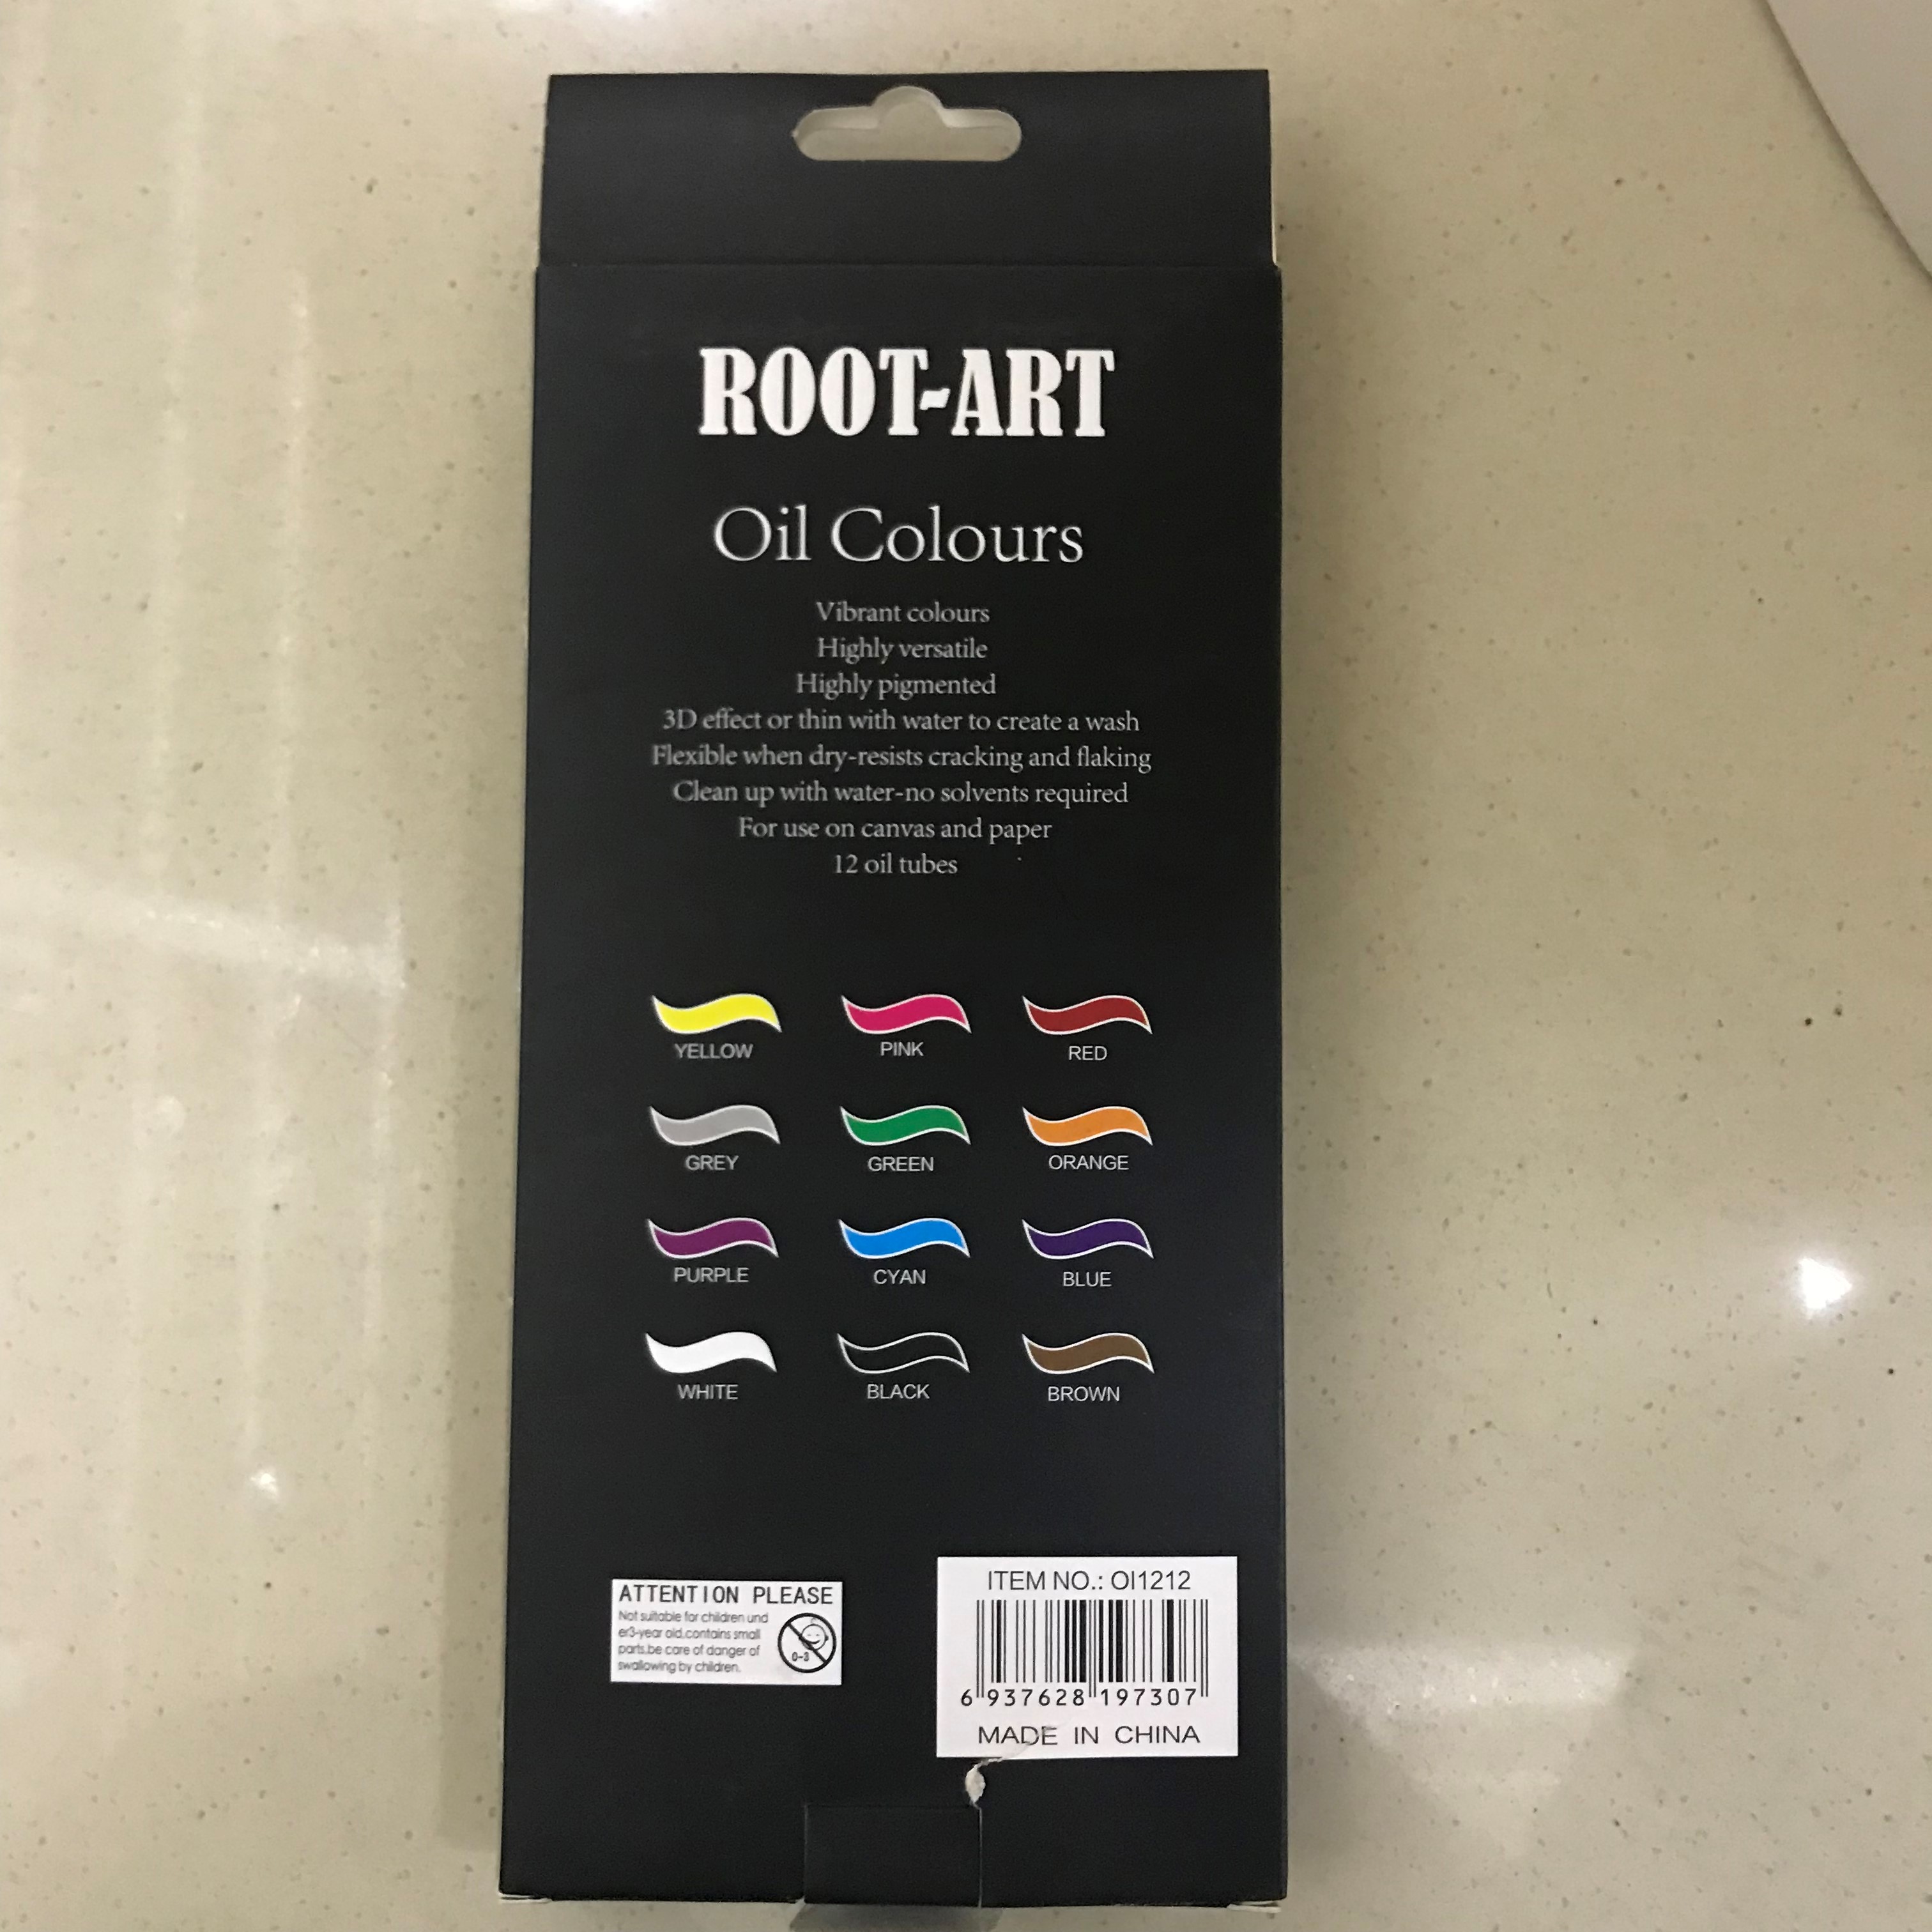 ROOT-ART
Oil Colours
Vibrant colours
Highly versatile
Highly pigmented
3D effect or thin with water to create a wash
Flexible when dry-resists cracking and flaking
Clean up with water-no solvents required
For use on canvas and paper
12 oil tubes
YELLOW PINK RED
GREY GREEN ORANGE
PURPLE CYAN BLUE
WHITE BLACK BROWN
ATTENTION PLEASE
Not suitable for children und
er3-year old,contains small
parts.be care of danger of
swallowing by children.
0-3
ITEM NO.: OI1212
6 937628 197307
MADE IN CHINA